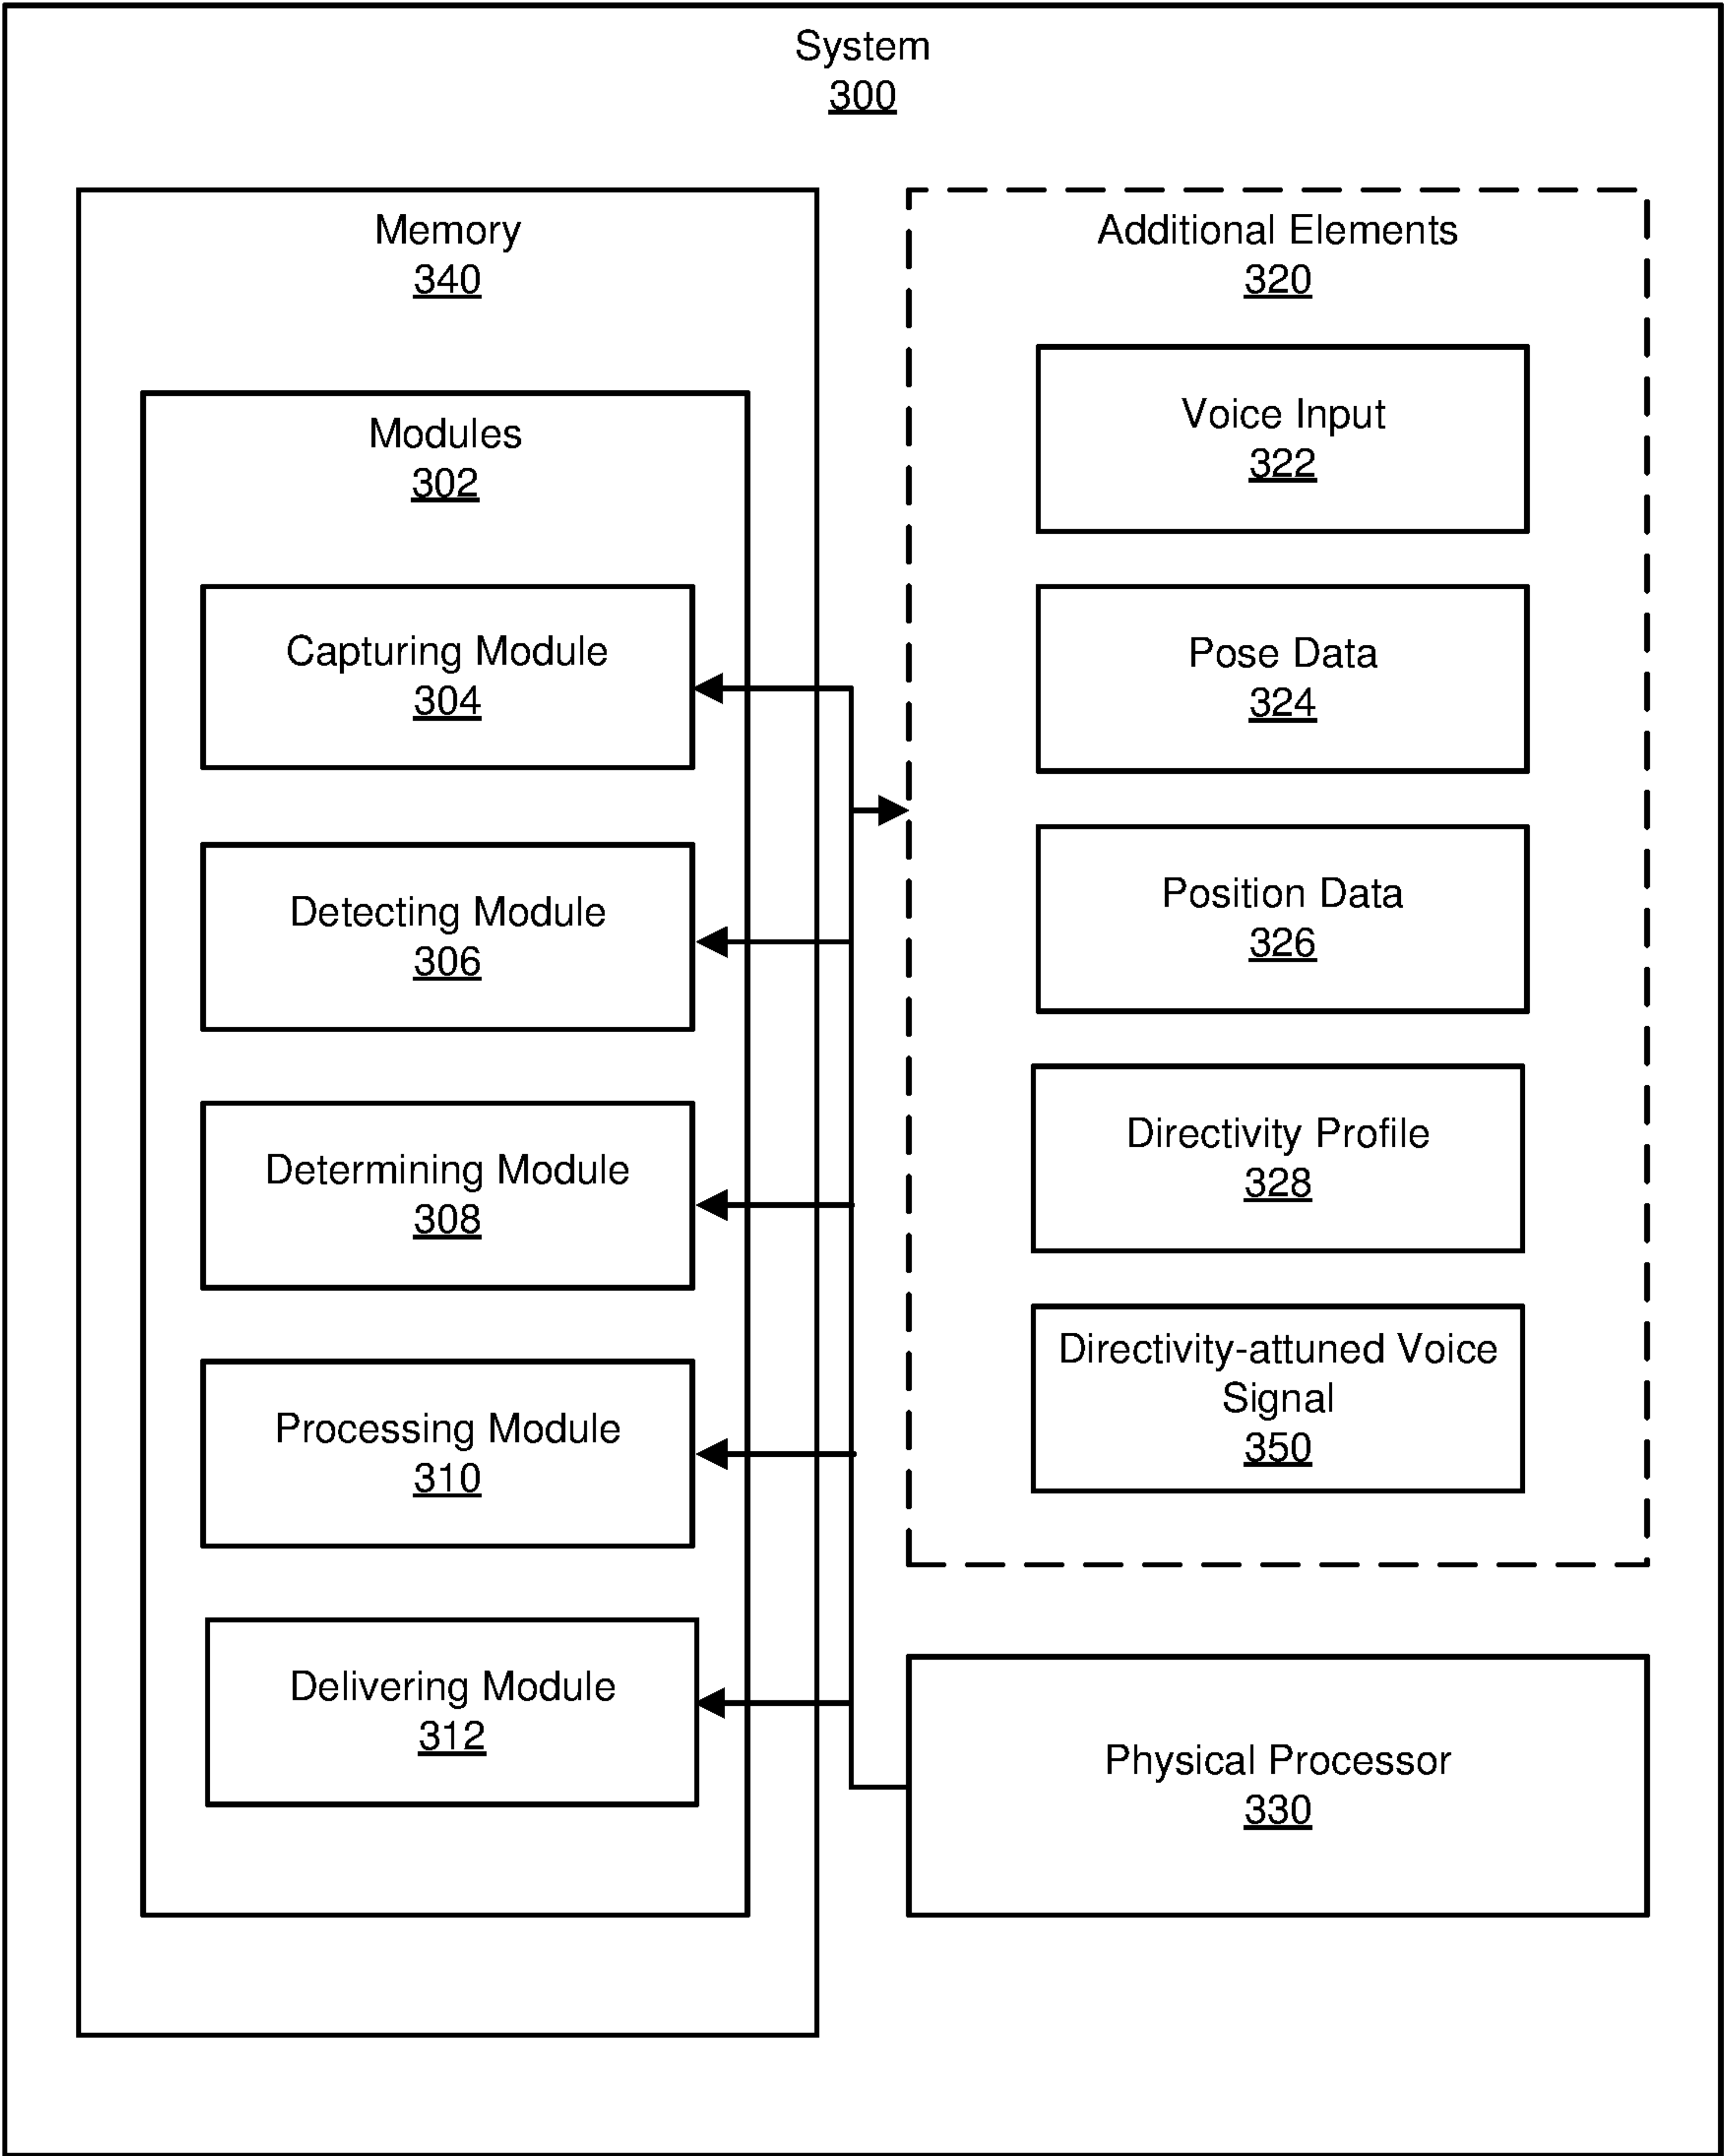 System
300
Memory
340
Modules
302
Capturing Module
304
Detecting Module
306
Determining Module
308
Processing Module
310
Delivering Module
312
Additional Elements
320
Voice Input
322
Pose Data
324
Position Data
326
Directivity Profile
328
Directivity-attuned Voice
Signal
350
Physical Processor
330